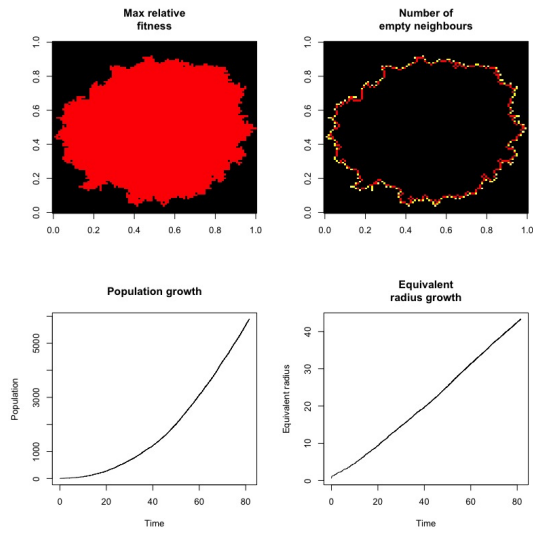 Max relative
fitness
Number of
empty neighbours
1.0
0.8
0.6
0.4
0.2
0.0
0.0 0.2 0.4 0.6 0.8 1.0
1.0
0.8
0.6
0.4
0.2
0.0
0.0 0.2 0.4 0.6 0.8 1.0
Population growth
Equivalent
radius growth
Population
5000
3000
1000
0
0 20 40 60 80
Time
Equivalent radius
40
30
20
10
0
0 20 40 60 80
Time